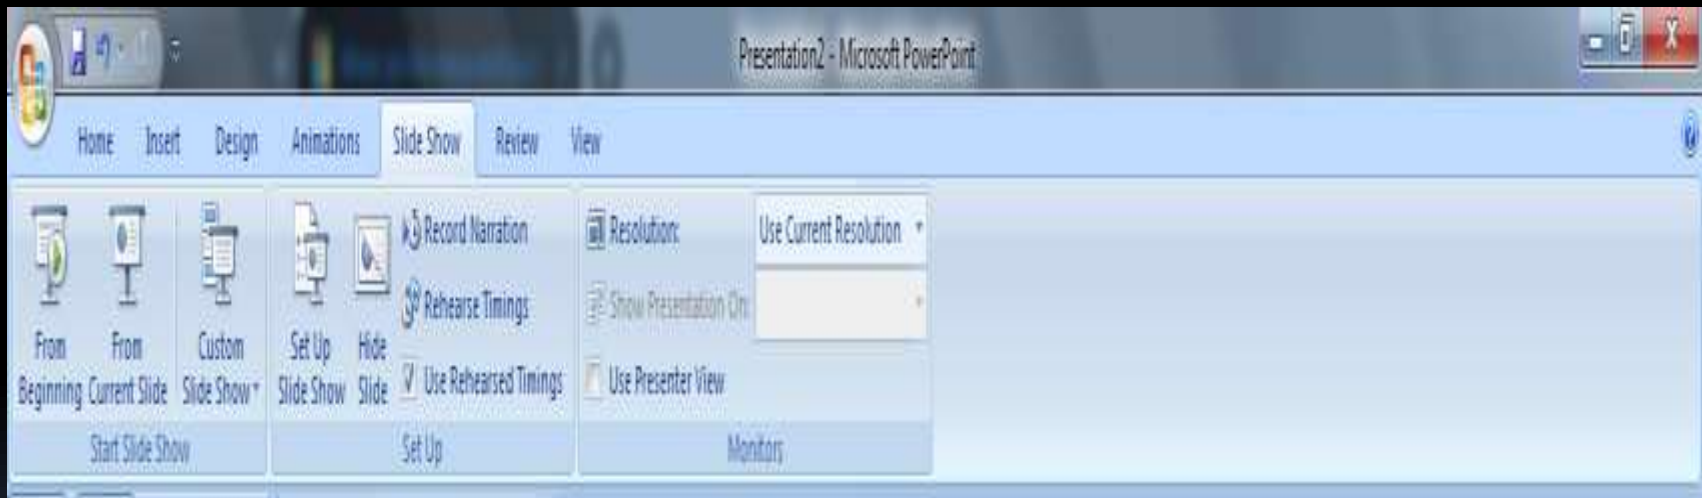 Presentation2 - Microsoft PowerPoint
Home Insert Design Animations Slide Show Review View
From Beginning
From Current Slide
Custom Slide Show
Set Up Slide Show
Hide Slide
Record Narration
Rehearse Timings
Use Rehearsed Timings
Resolution: Use Current Resolution
Show Presentation On:
Use Presenter View
Start Slide Show
Set Up
Monitors